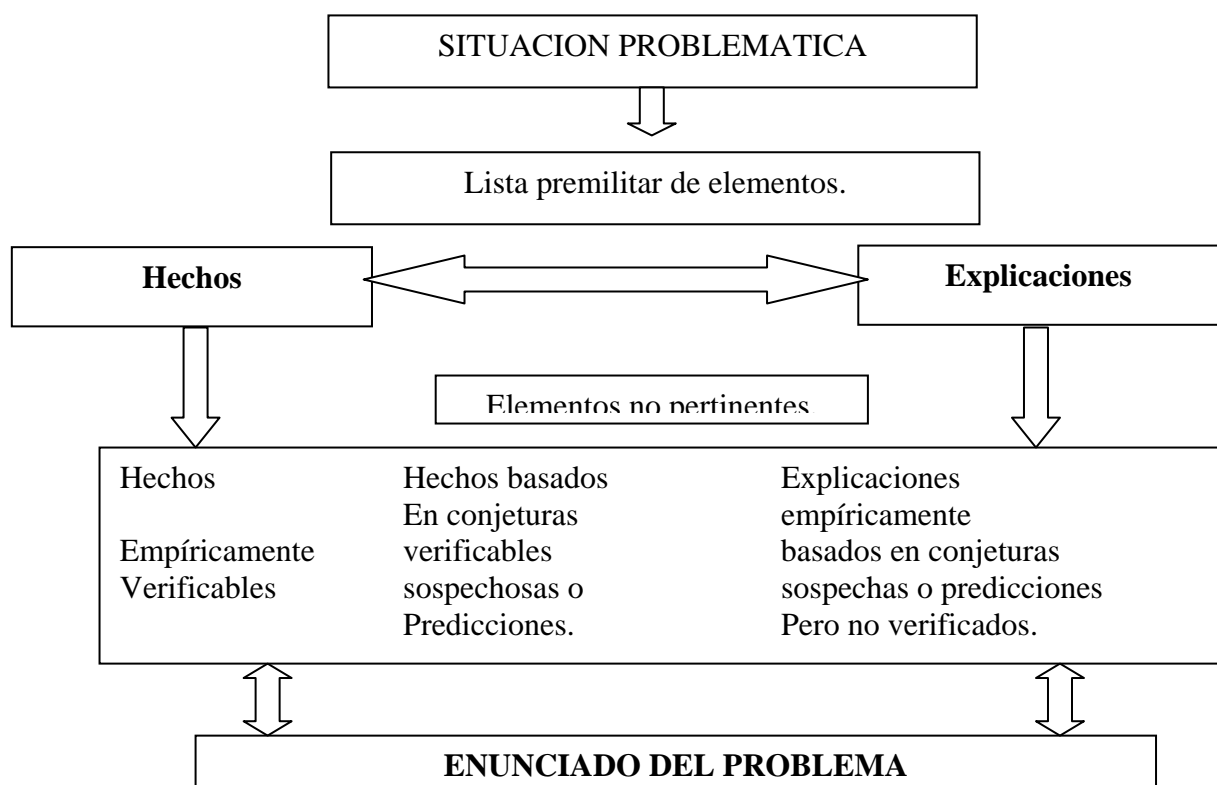 SITUACION PROBLEMATICA
Lista premilitar de elementos.
Hechos
Explicaciones
Elementos no pertinentes.
Hechos
Empíricamente
Verificables
Hechos basados
En conjeturas
verificables
sospechosas o
Predicciones.
Explicaciones
empíricamente
basados en conjeturas
sospechas o predicciones
Pero no verificados.
ENUNCIADO DEL PROBLEMA